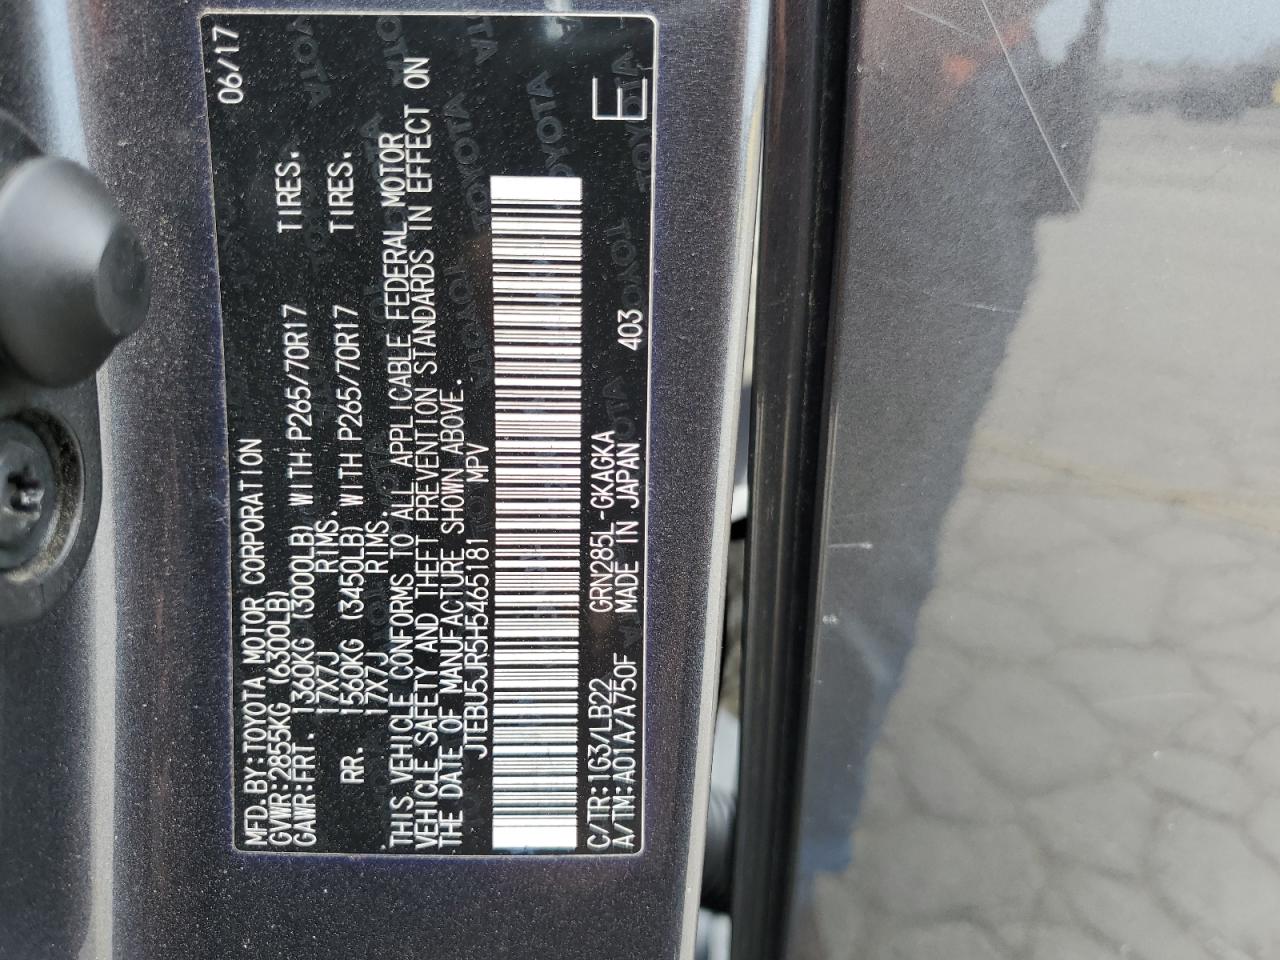 MFD.BY:TOYOTA MOTOR CORPORATION 06/17
GVWR:2855KG (6300LB)
GAWR:FRT. 1360KG (3000LB) WITH P265/70R17 TIRES.
17X7J RIMS.
RR. 1560KG (3450LB) WITH P265/70R17 TIRES.
17X7J RIMS.
THIS VEHICLE CONFORMS TO ALL APPLICABLE FEDERAL MOTOR
VEHICLE SAFETY AND THEFT PREVENTION STANDARDS IN EFFECT ON
THE DATE OF MANUFACTURE SHOWN ABOVE.
JTEBU5JR5H5465181 MPV
C/TR:1G3/LB22 GRN285L-GKAGKA E
A/TM:A01A/A750F MADE IN JAPAN 403